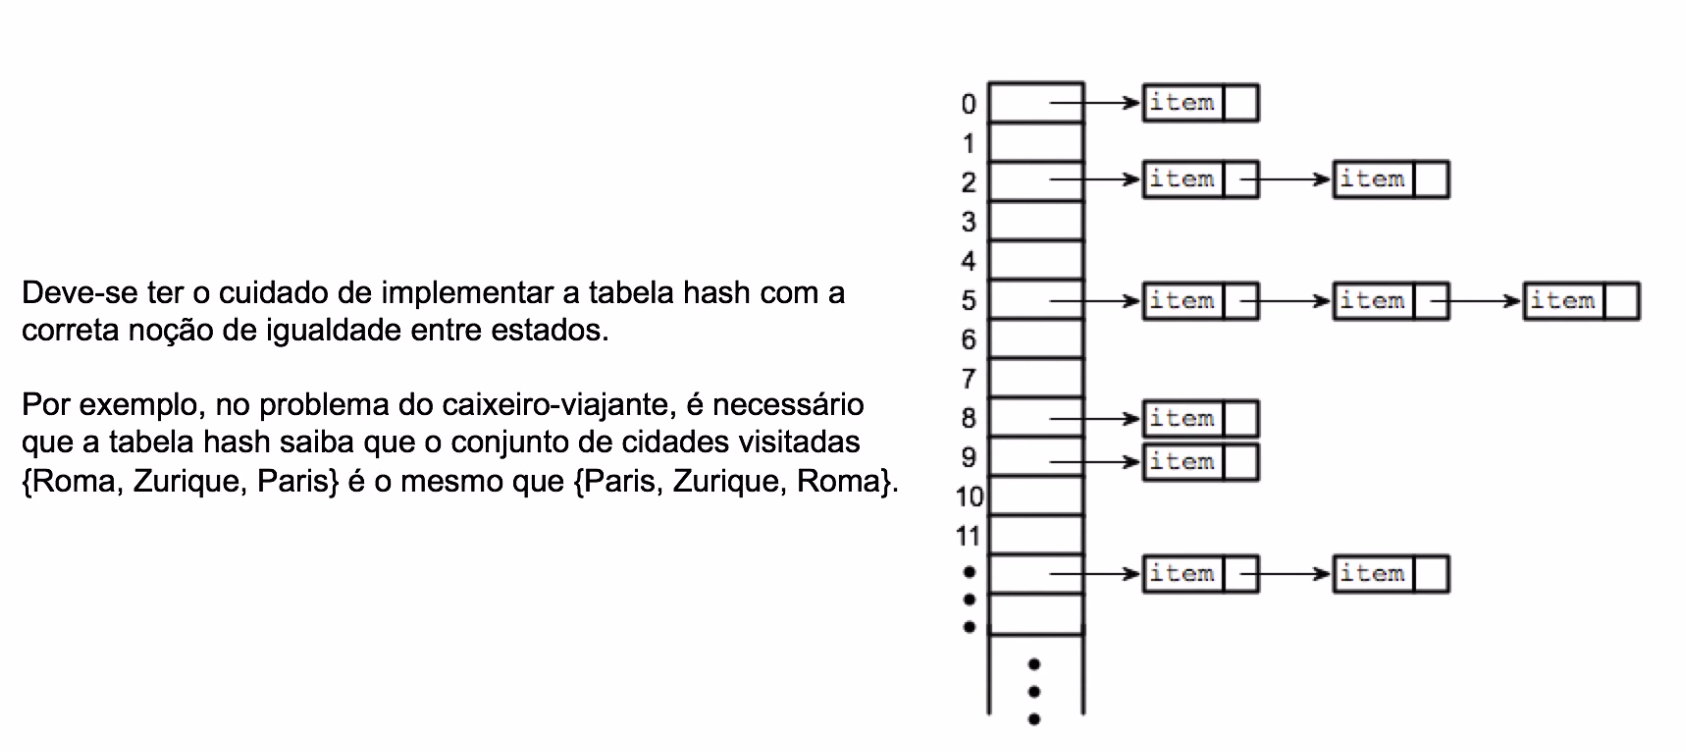 Deve-se ter o cuidado de implementar a tabela hash com a
correta noção de igualdade entre estados.
Por exemplo, no problema do caixeiro-viajante, é necessário
que a tabela hash saiba que o conjunto de cidades visitadas
{Roma, Zurique, Paris} é o mesmo que {Paris, Zurique, Roma}.
0 item
1
2 item item
3
4
5 item item item
6
7
8 item
9 item
10
11
item item